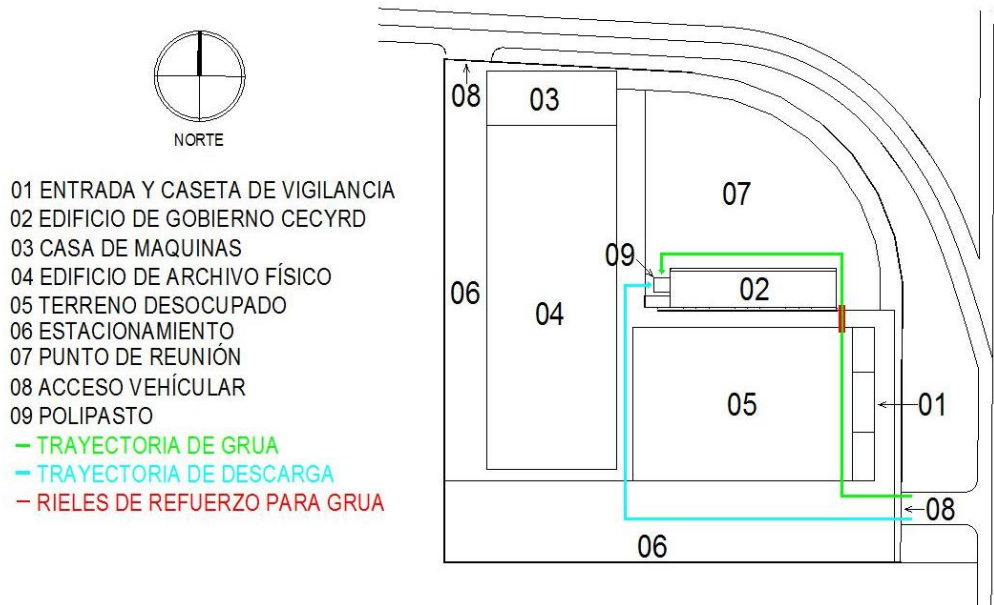 NORTE
01 ENTRADA Y CASETA DE VIGILANCIA
02 EDIFICIO DE GOBIERNO CECYRD
03 CASA DE MAQUINAS
04 EDIFICIO DE ARCHIVO FÍSICO
05 TERRENO DESOCUPADO
06 ESTACIONAMIENTO
07 PUNTO DE REUNIÓN
08 ACCESO VEHÍCULAR
09 POLIPASTO
TRAYECTORIA DE GRUA
TRAYECTORIA DE DESCARGA
RIELES DE REFUERZO PARA GRUA
08
03
07
09
06
02
04
05
01
08
06